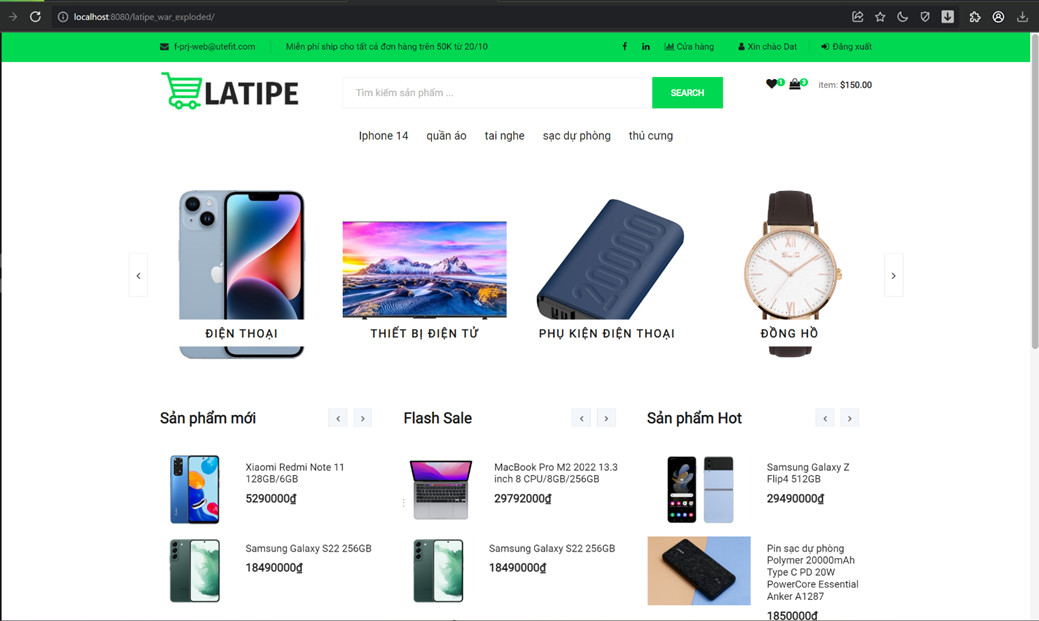 localhost:8080/latipe_war_exploded/
f-prj-web@utefit.com
Miễn phí ship cho tất cả đơn hàng trên 50K từ 20/10
Cửa hàng
Xin chào Dat
Đăng xuất
LATIPE
Tìm kiếm sản phẩm ...
SEARCH
item: $150.00
Iphone 14 quần áo tai nghe sạc dự phòng thú cưng
20000
ĐIỆN THOẠI
THIẾT BỊ ĐIỆN TỬ
PHỤ KIỆN ĐIỆN THOẠI
ĐỒNG HỒ
Sản phẩm mới
Xiaomi Redmi Note 11
128GB/6GB
5290000₫
Samsung Galaxy S22 256GB
18490000₫
Flash Sale
MacBook Pro M2 2022 13.3
inch 8 CPU/8GB/256GB
29792000₫
Samsung Galaxy S22 256GB
18490000₫
Sản phẩm Hot
Samsung Galaxy Z
Flip4 512GB
29490000₫
Pin sạc dự phòng
Polymer 20000mAh
Type C PD 20W
PowerCore Essential
Anker A1287
1850000₫